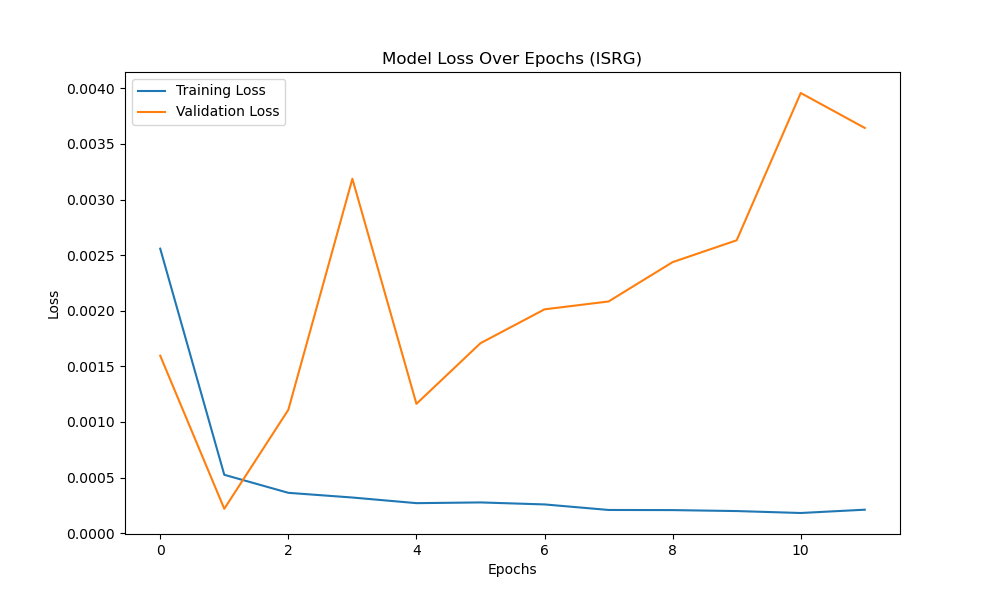 Model Loss Over Epochs (ISRG)
Training Loss
Validation Loss
0.0040
0.0035
0.0030
0.0025
0.0020
0.0015
0.0010
0.0005
0.0000
Loss
0 2 4 6 8 10
Epochs